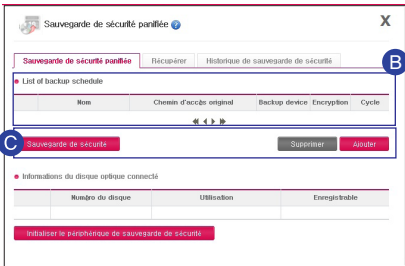 Sauvegarde de sécurité panifiée
X
Sauvegarde de sécurité panifiée Récupérer Historique de sauvegarde de sécurité
B
List of backup schedule
Nom Chemin d'accès original Backup device Encryption Cycle
C
Sauvegarde de sécurité Supprimer Ajouter
Informations du disque optique connecté
Numéro du disque Utilisation Enregistrable
Initialiser le périphérique de sauvegarde de sécurité